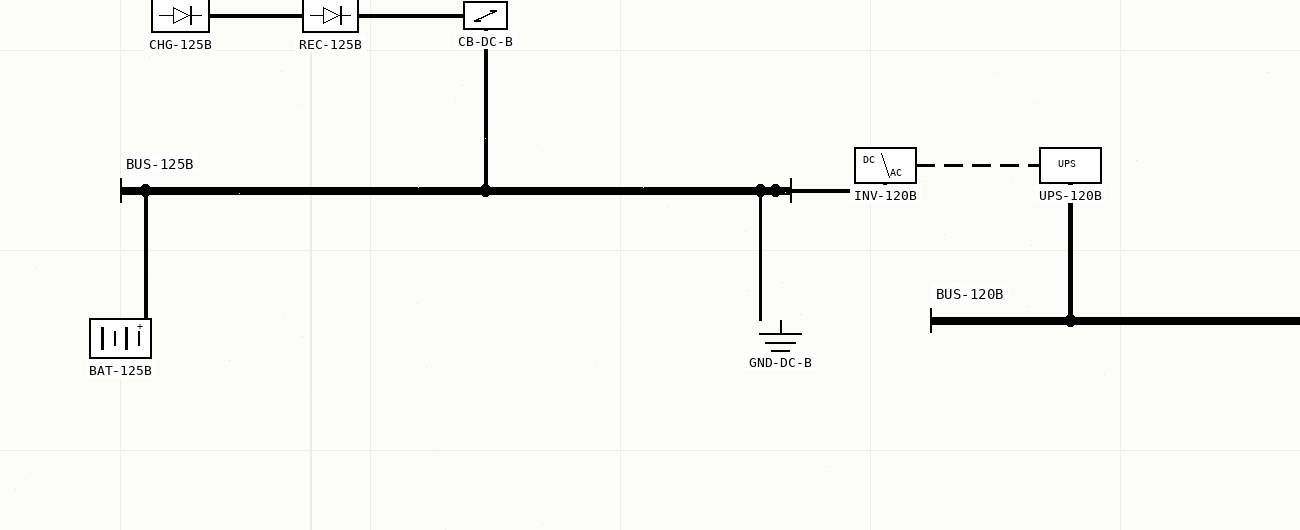 CHG-125B
REC-125B
CB-DC-B
BUS-125B
DC
AC
UPS
INV-120B
UPS-120B
BUS-120B
+
BAT-125B
GND-DC-B